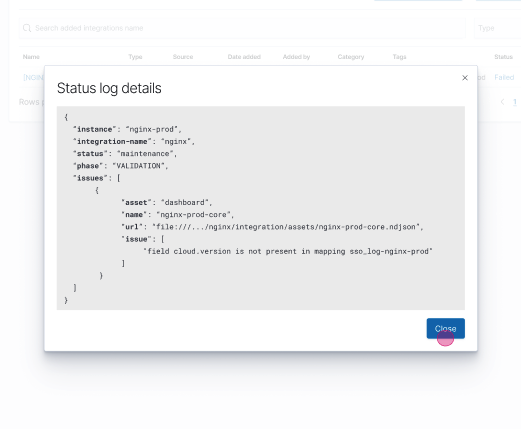 Search added integrations name
Type
Name Type Source Date added Added by Category Tags Status
[NGIN od Failed
Rows p < 1
Status log details
×
{
"instance": "nginx-prod",
"integration-name": "nginx",
"status": "maintenance",
"phase": "VALIDATION",
"issues": [
{
"asset": "dashboard",
"name": "nginx-prod-core",
"url": "file:///.../nginx/integration/assets/nginx-prod-core.ndjson",
"issue": [
"field cloud.version is not present in mapping sso_log-nginx-prod"
]
}
]
}
Close